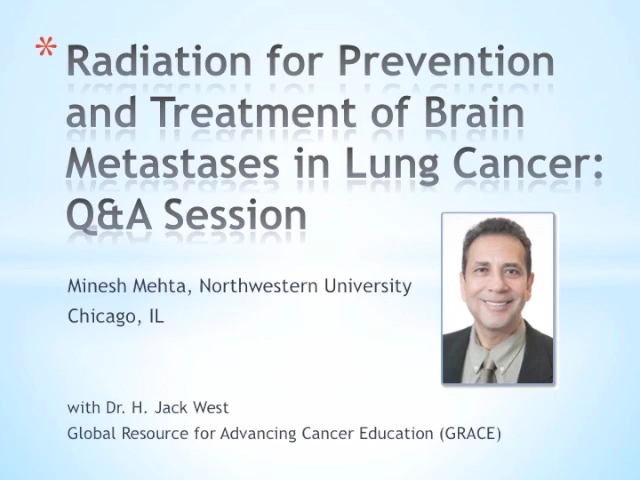 * Radiation for Prevention
and Treatment of Brain
Metastases in Lung Cancer:
Q&A Session
Minesh Mehta, Northwestern University
Chicago, IL
with Dr. H. Jack West
Global Resource for Advancing Cancer Education (GRACE)